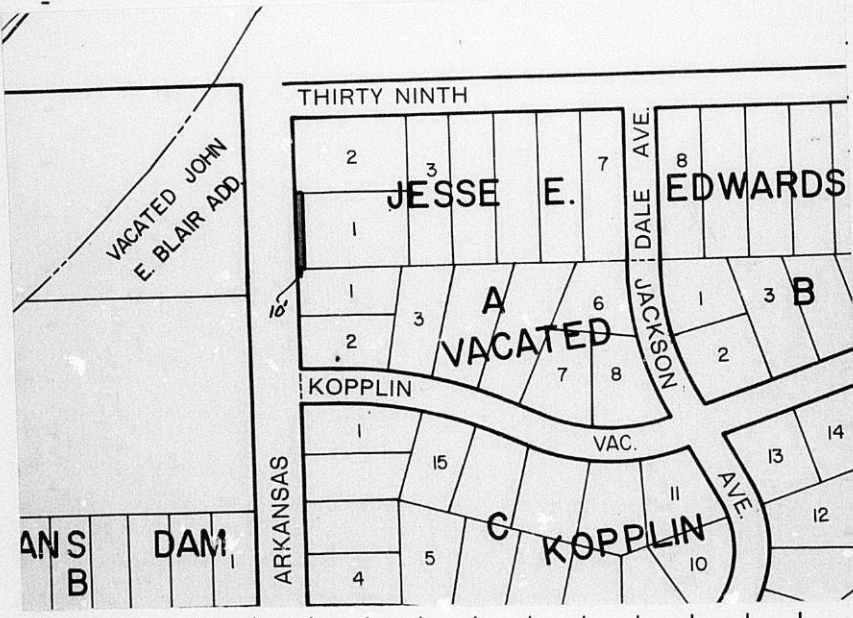 THIRTY NINTH
VACATED JOHN
E. BLAIR ADD.
2
3
7
DALE AVE.
8
JESSE E.
EDWARDS
1
10'
1
2
3
A
6
VACATED
7
8
JACKSON
1
2
3
B
KOPPLIN
VAC.
AVE.
1
15
11
13
14
12
C
KOPPLIN
10
5
4
ARKANSAS
ANS
DAM
1
B